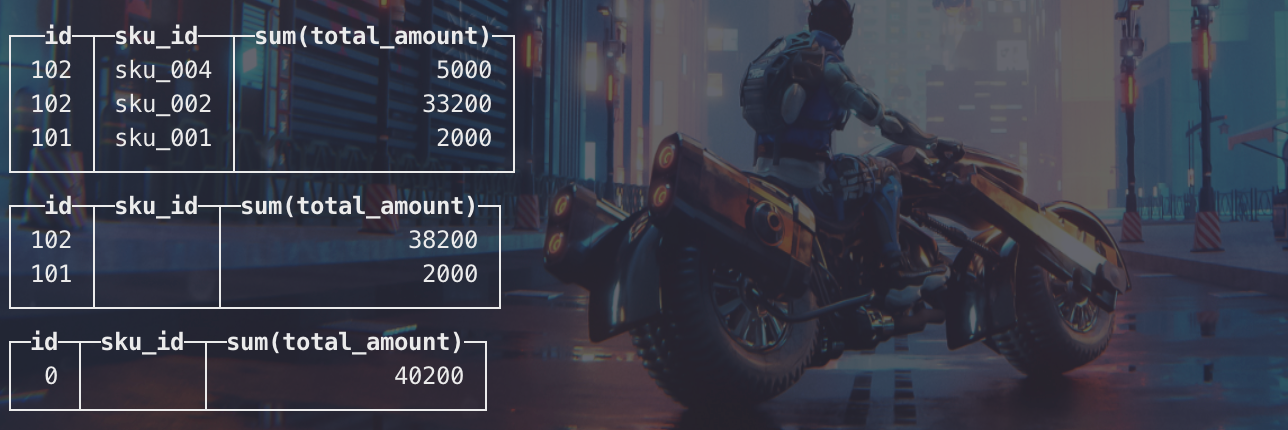 id sku_id sum(total_amount)
102 sku_004 5000
102 sku_002 33200
101 sku_001 2000
id sku_id sum(total_amount)
102 38200
101 2000
id sku_id sum(total_amount)
0 40200